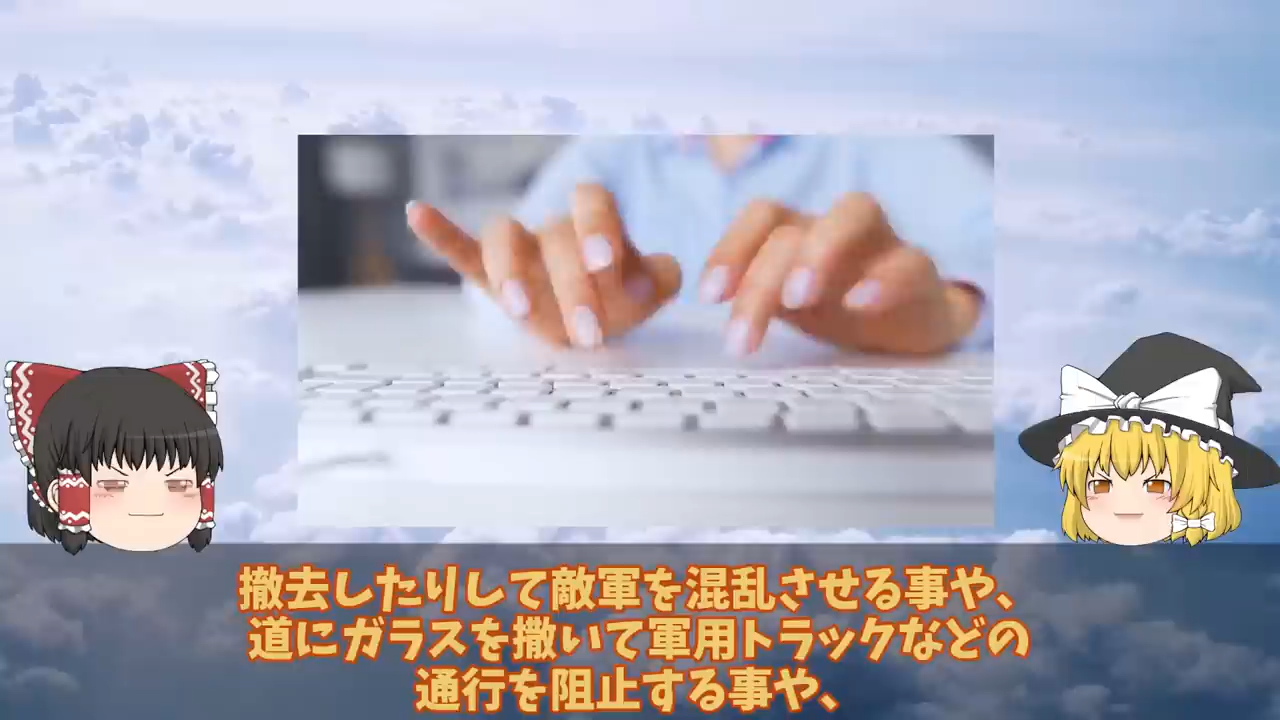 撤去したりして敵軍を混乱させる事や、
道にガラスを撒いて軍用トラックなどの
通行を阻止する事や、